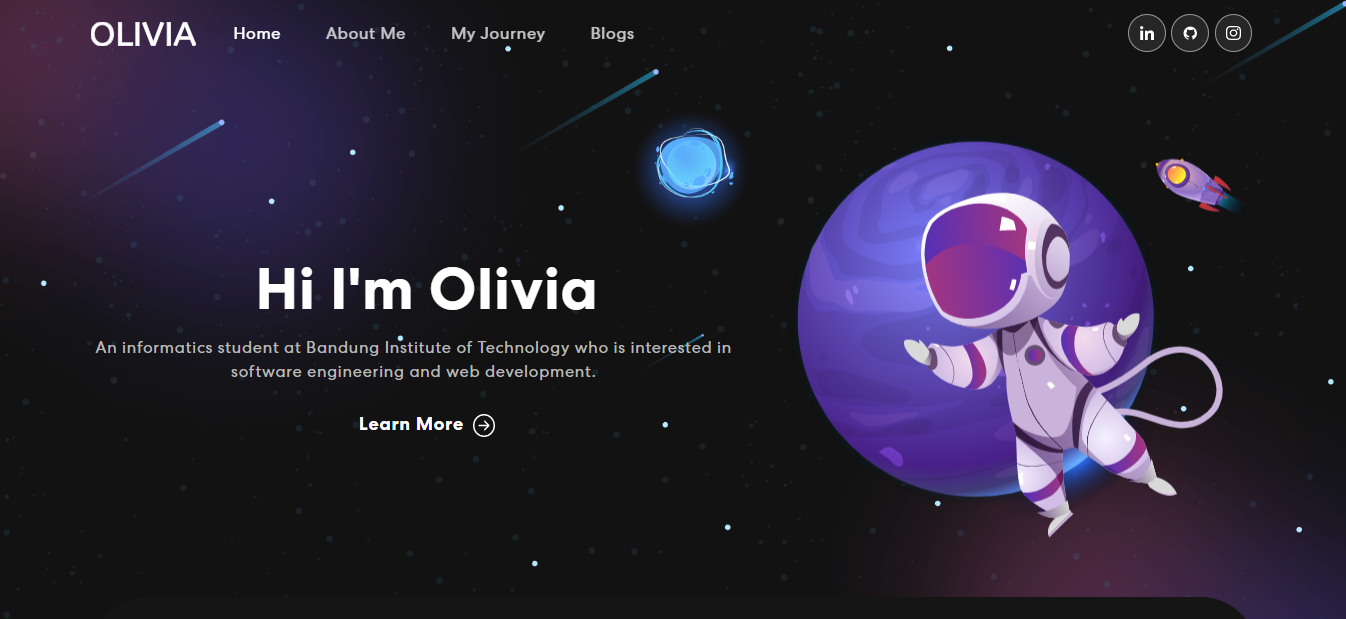 OLIVIA Home About Me My Journey Blogs in
Hi I'm Olivia
An informatics student at Bandung Institute of Technology who is interested in
software engineering and web development.
Learn More